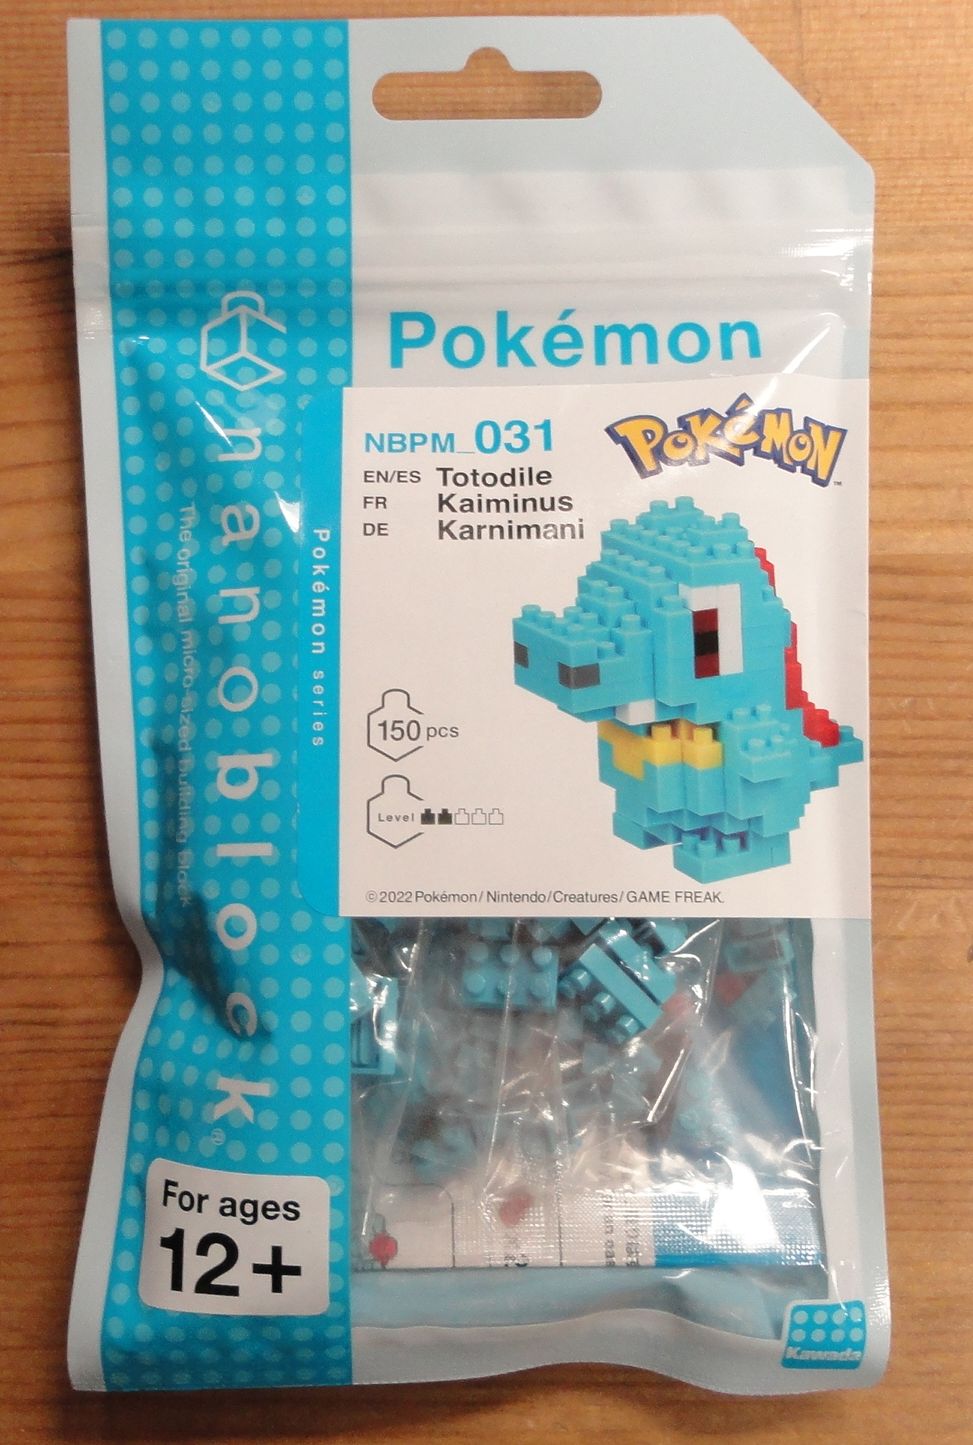 Pokémon
POKéMON™
NBPM_031
EN/ES Totodile
FR Kaiminus
DE Karnimani
Pokémon series
nanoblock®
The original micro-sized building block
150 pcs
Level
©2022 Pokémon/Nintendo/Creatures/GAME FREAK.
For ages
12+
Kawada